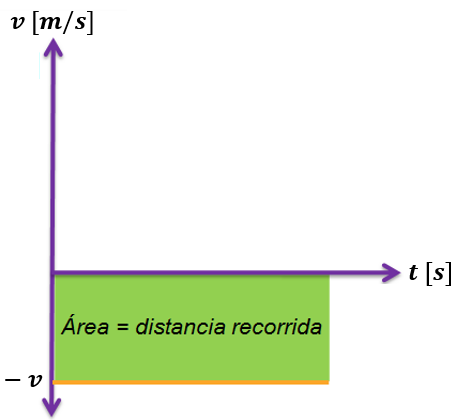 v [m/s]
t [s]
Área = distancia recorrida
− v